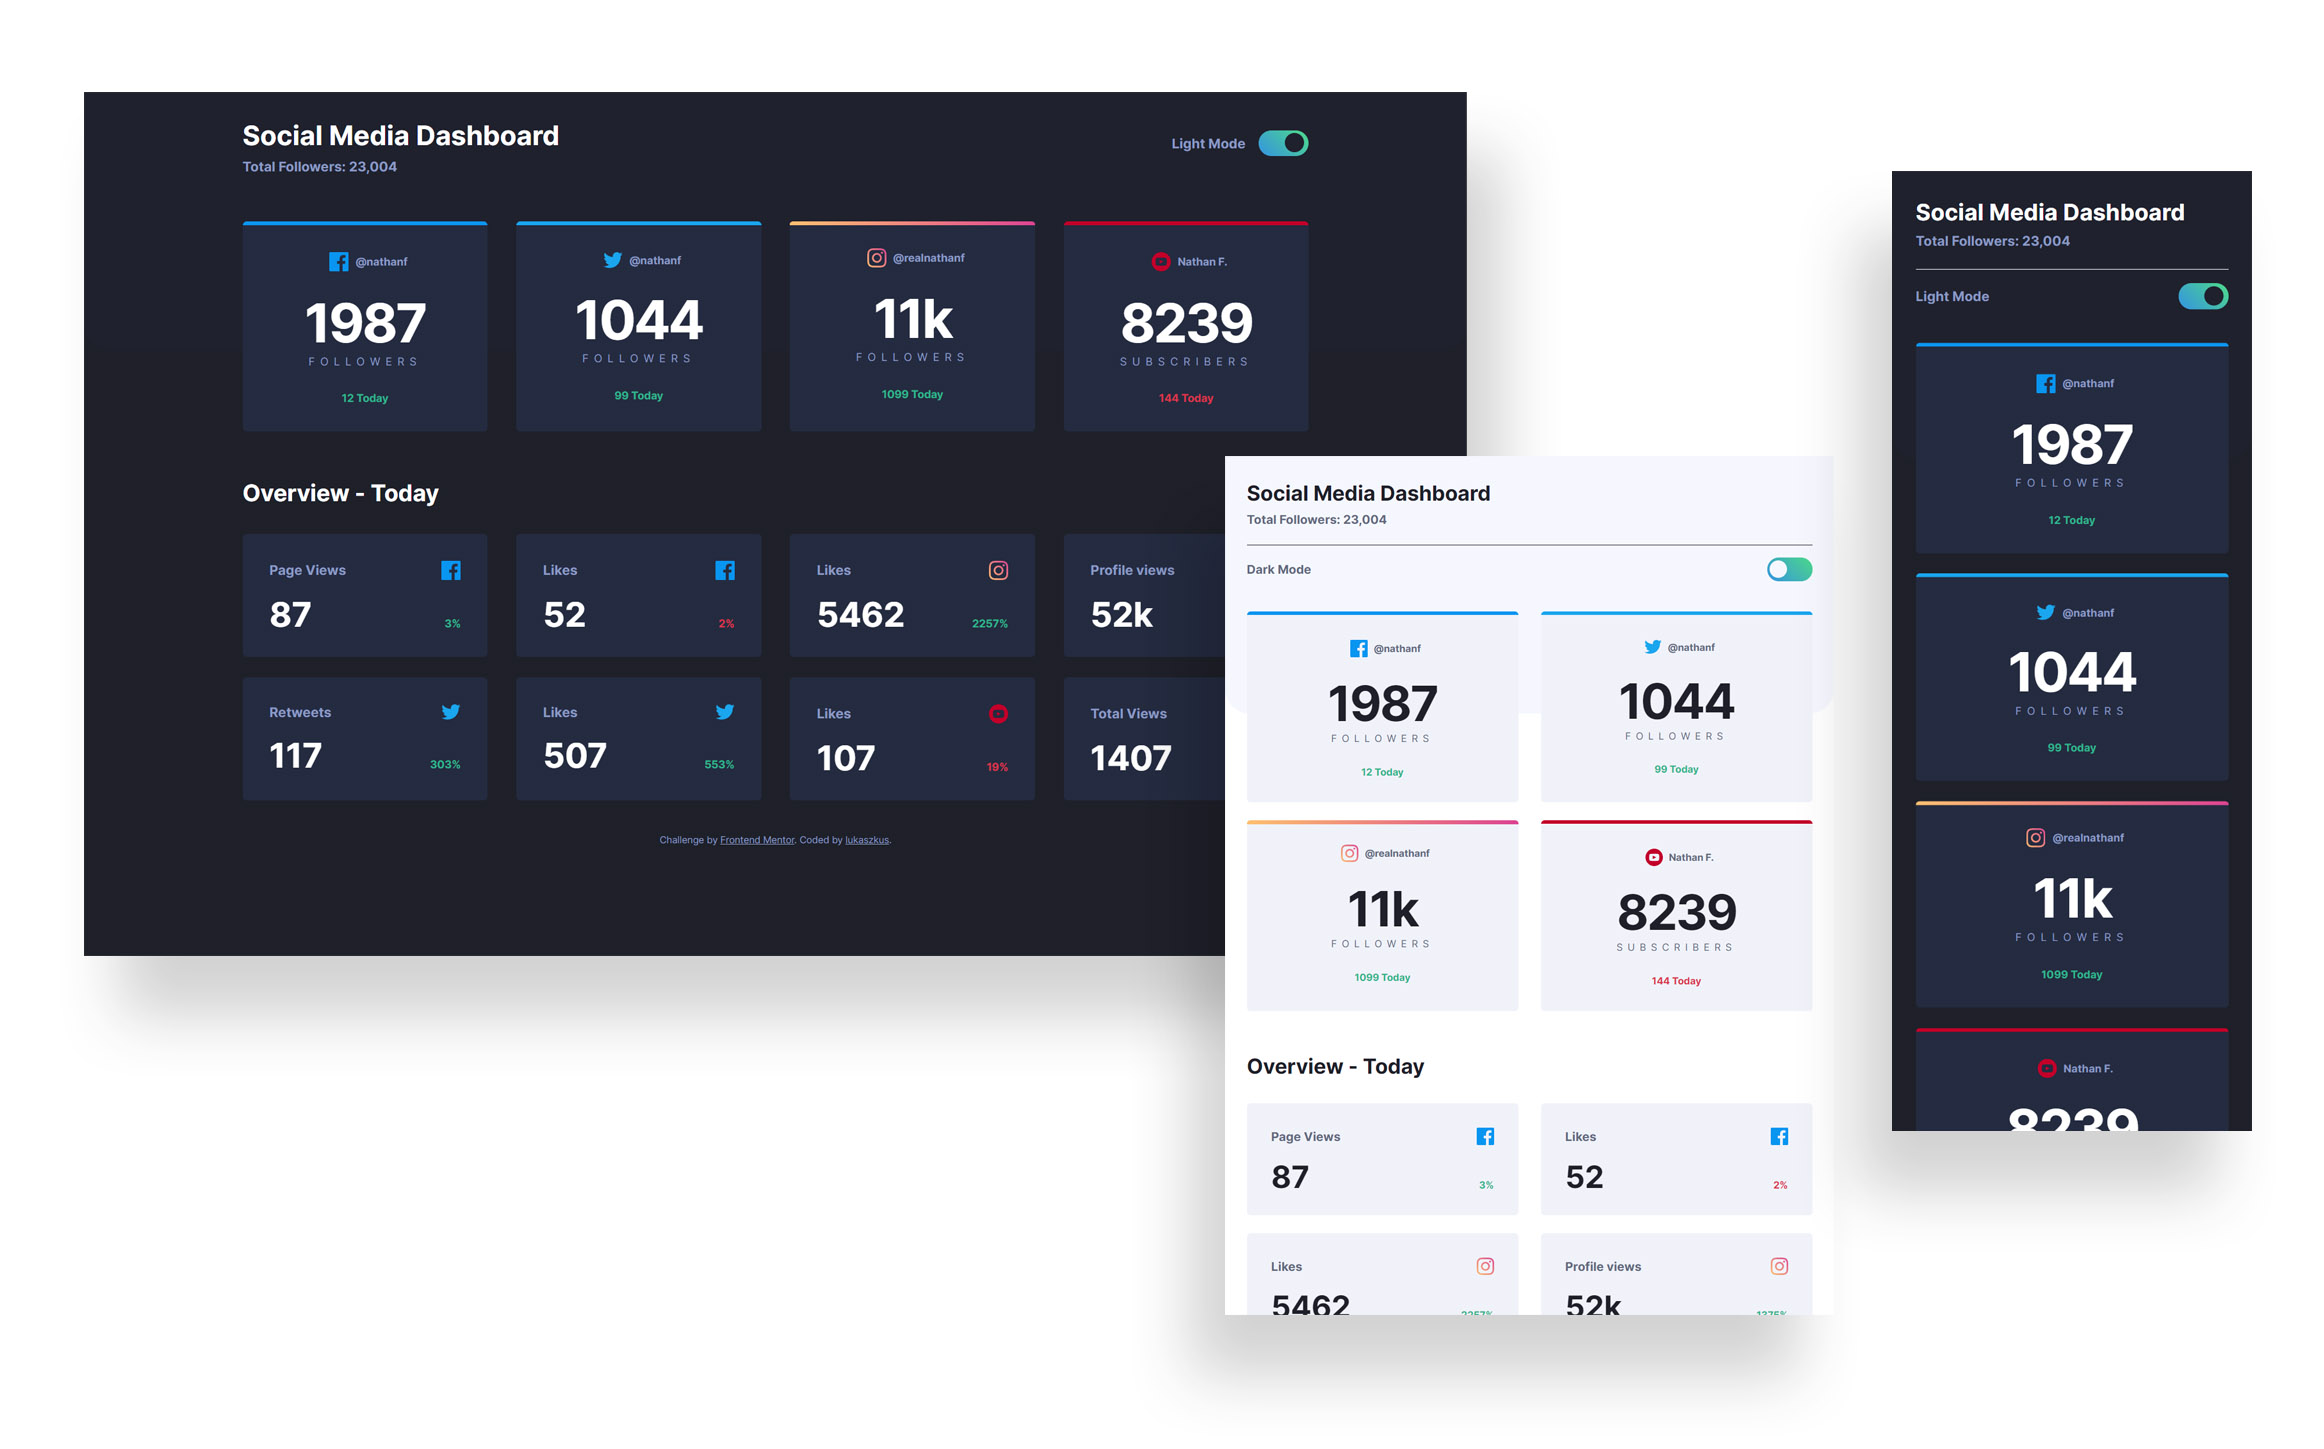 Social Media Dashboard
Total Followers: 23,004
Light Mode
@nathanf
1987
FOLLOWERS
12 Today
@nathanf
1044
FOLLOWERS
99 Today
@realnathanf
11k
FOLLOWERS
1099 Today
Nathan F.
8239
SUBSCRIBERS
144 Today
Overview - Today
Page Views
87
3%
Likes
52
2%
Likes
5462
2257%
Profile views
52k
Retweets
117
303%
Likes
507
553%
Likes
107
19%
Total Views
1407
Challenge by Frontend Mentor. Coded by lukaszkus.
Social Media Dashboard
Total Followers: 23,004
Dark Mode
@nathanf
1987
FOLLOWERS
12 Today
@nathanf
1044
FOLLOWERS
99 Today
@realnathanf
11k
FOLLOWERS
1099 Today
Nathan F.
8239
SUBSCRIBERS
144 Today
Overview - Today
Page Views
87
3%
Likes
52
2%
Likes
5462
2257%
Profile views
52k
1375%
Social Media Dashboard
Total Followers: 23,004
Light Mode
@nathanf
1987
FOLLOWERS
12 Today
@nathanf
1044
FOLLOWERS
99 Today
@realnathanf
11k
FOLLOWERS
1099 Today
Nathan F.
8239